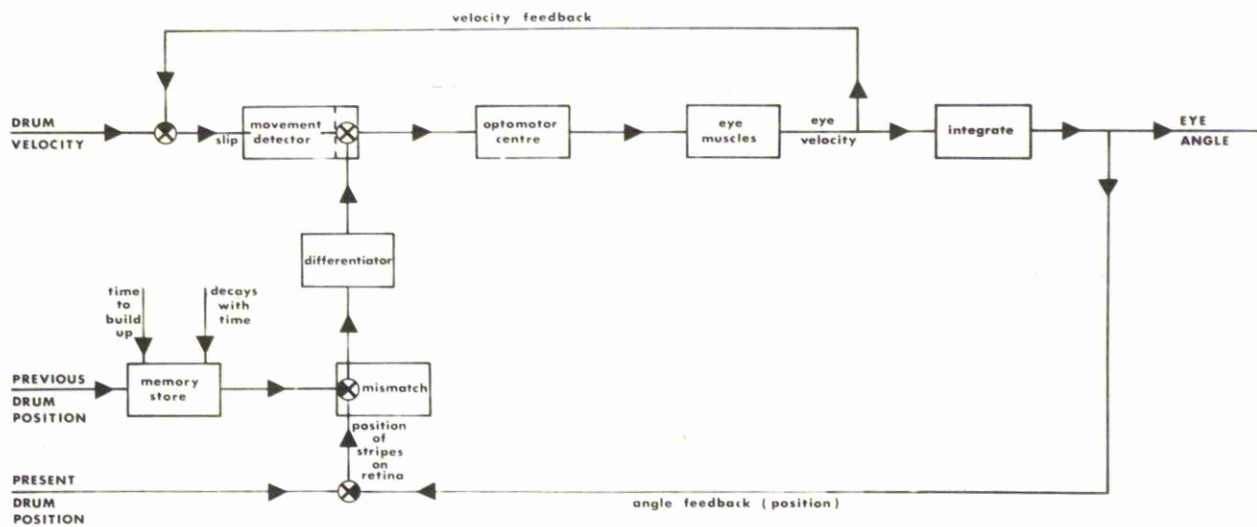 velocity feedback
DRUM
VELOCITY
slip
movement
detector
optomotor
centre
eye
muscles
eye
velocity
integrate
EYE
ANGLE
differentiator
time
to
build
up
decays
with
time
PREVIOUS
DRUM
POSITION
memory
store
mismatch
position
of
stripes
on
retina
PRESENT
DRUM
POSITION
angle feedback (position)